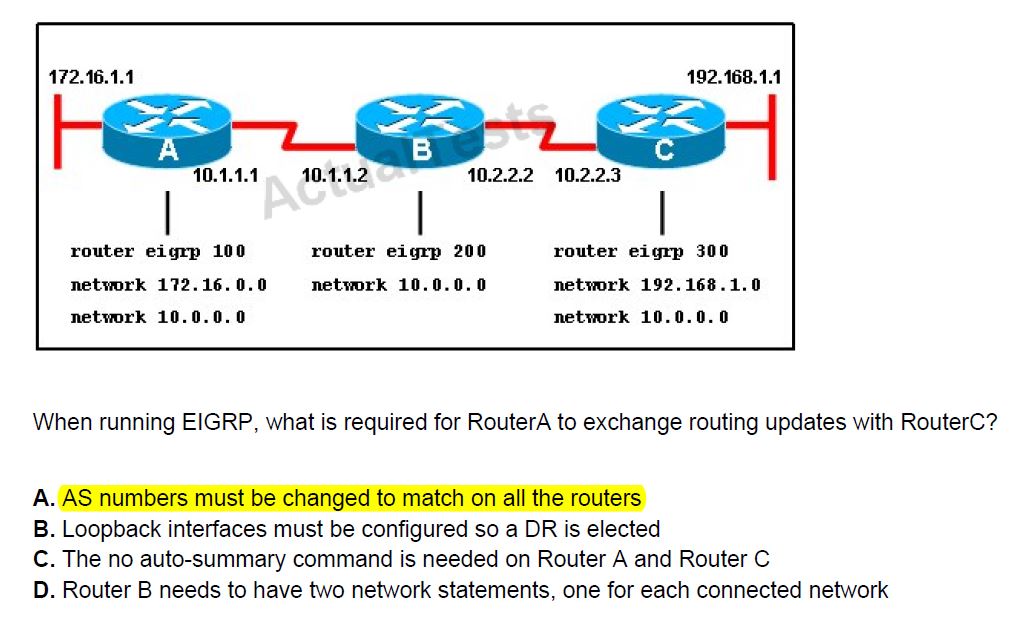 172.16.1.1
192.168.1.1
A
B
C
ActualTests
10.1.1.1
10.1.1.2
10.2.2.2
10.2.2.3
router eigrp 100
network 172.16.0.0
network 10.0.0.0
router eigrp 200
network 10.0.0.0
router eigrp 300
network 192.168.1.0
network 10.0.0.0
When running EIGRP, what is required for RouterA to exchange routing updates with RouterC?
A. AS numbers must be changed to match on all the routers
B. Loopback interfaces must be configured so a DR is elected
C. The no auto-summary command is needed on Router A and Router C
D. Router B needs to have two network statements, one for each connected network